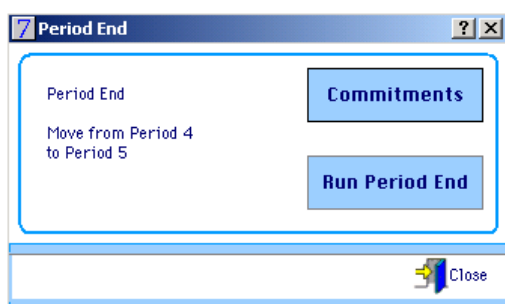 7 Period End ? ×
Period End
Commitments
Move from Period 4
to Period 5
Run Period End
Close